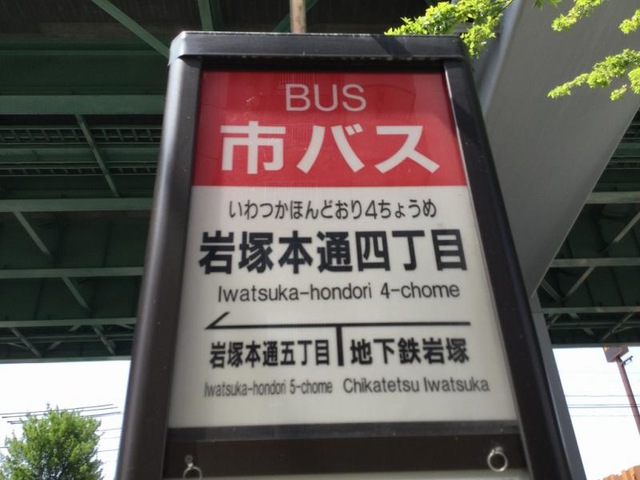 BUS
市バス
いわつかほんどおり4ちょうめ
岩塚本通四丁目
Iwatsuka-hondori 4-chome
岩塚本通五丁目 地下鉄岩塚
Iwatsuka-hondori 5-chome Chikatetsu Iwatsuka